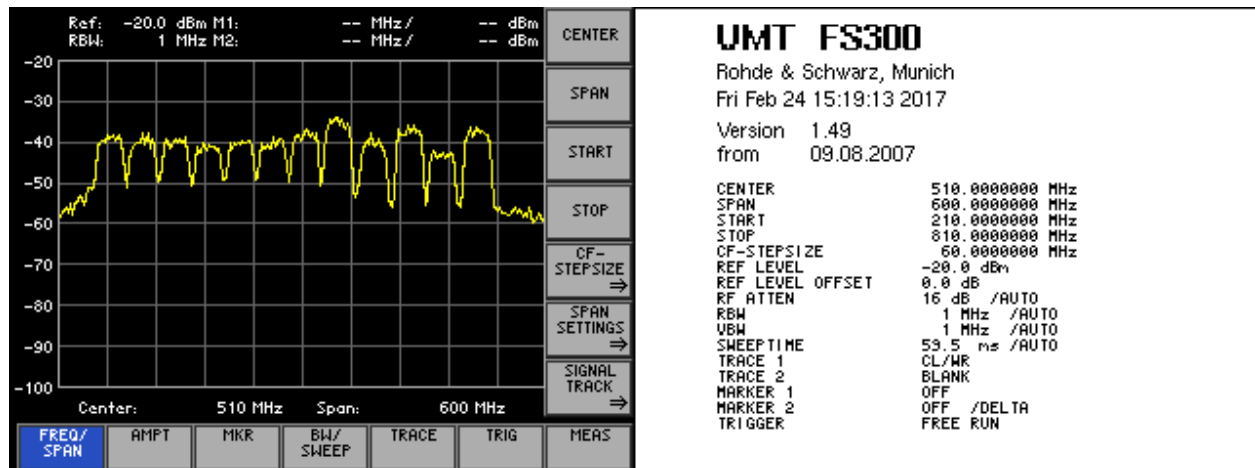 Ref: -20.0 dBm M1: -- MHz/ -- dBm
RBW: 1 MHz M2: -- MHz/ -- dBm
-20
-30
-40
-50
-60
-70
-80
-90
-100
Center: 510 MHz Span: 600 MHz
CENTER
SPAN
START
STOP
CF-
STEPSIZE
⇒
SPAN
SETTINGS
⇒
SIGNAL
TRACK
⇒
FREQ/ AMPT MKR BW/ TRACE TRIG MEAS
SPAN SWEEP
UMT FS300
Rohde & Schwarz, Munich
Fri Feb 24 15:19:13 2017
Version 1.49
from 09.08.2007
CENTER 510.0000000 MHz
SPAN 600.0000000 MHz
START 210.0000000 MHz
STOP 810.0000000 MHz
CF-STEPSIZE 60.0000000 MHz
REF LEVEL -20.0 dBm
REF LEVEL OFFSET 0.0 dB
RF ATTEN 16 dB /AUTO
RBW 1 MHz /AUTO
VBW 1 MHz /AUTO
SWEEPTIME 59.5 ms /AUTO
TRACE 1 CL/WR
TRACE 2 BLANK
MARKER 1 OFF
MARKER 2 OFF /DELTA
TRIGGER FREE RUN